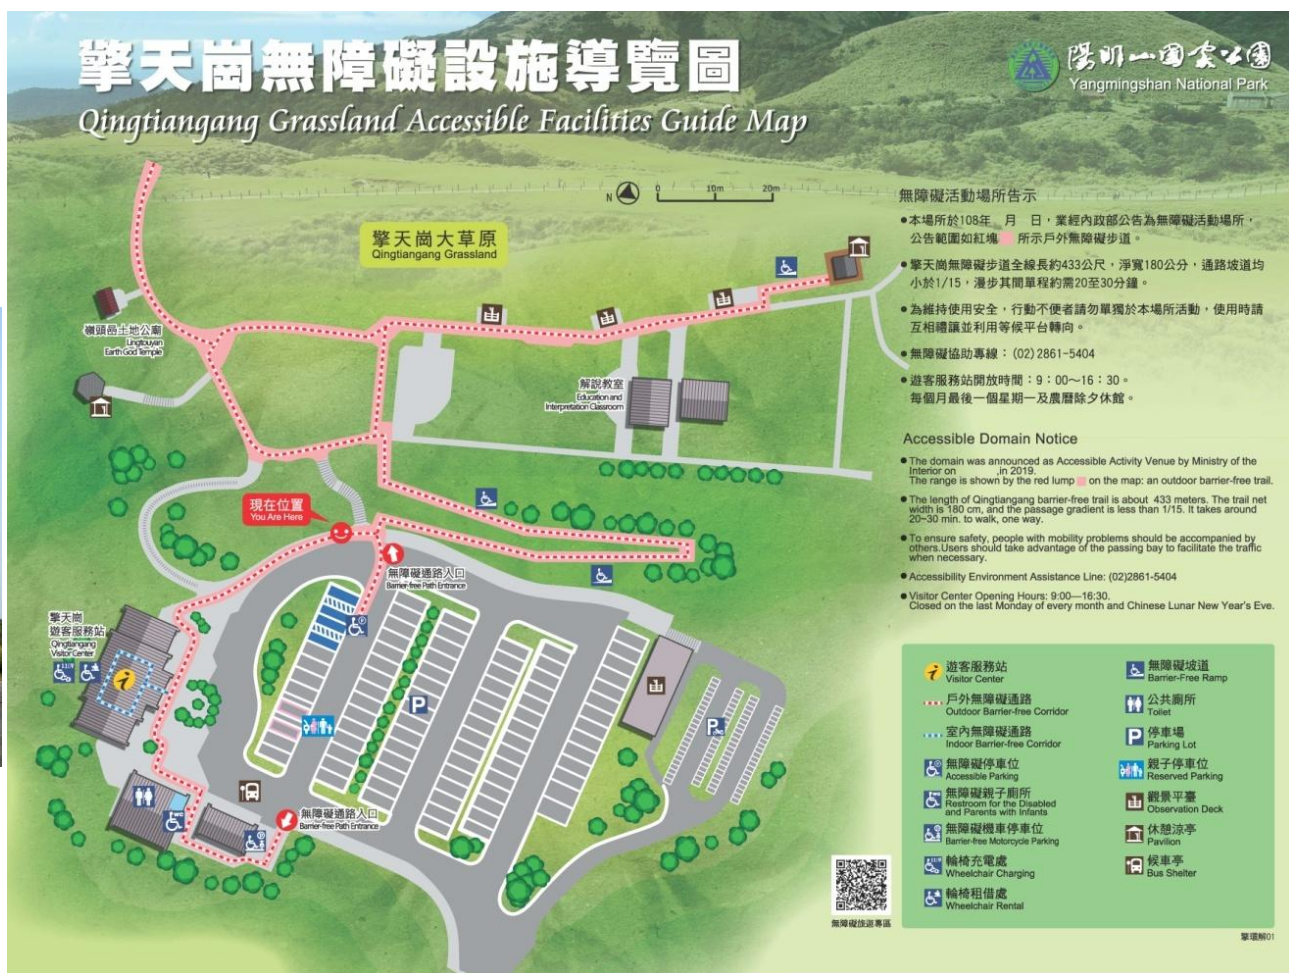 擎天崗無障礙設施導覽圖
Qingtiangang Grassland Accessible Facilities Guide Map
陽明山國家公園
Yangmingshan National Park
N 0 10m 20m
擎天崗大草原
Qingtiangang Grassland
嶺頭喦土地公廟
Lingtouyan
Earth God Temple
解說教室
Education and
Interpretation Classroom
現在位置
You Are Here
無障礙通路入口
Barrier-free Path Entrance
擎天崗
遊客服務站
Qingtiangang
Visitor Center
P
P
無障礙通路入口
Barrier-free Path Entrance
無障礙活動場所告示
●本場所於108年 月 日，業經內政部公告為無障礙活動場所，
公告範圍如紅塊 所示戶外無障礙步道。
●擎天崗無障礙步道全線長約433公尺，淨寬180公分，通路坡道均
小於1/15，漫步其間單程約需20至30分鐘。
●為維持使用安全，行動不便者請勿單獨於本場所活動，使用時請
互相禮讓並利用等候平台轉向。
●無障礙協助專線：(02)2861-5404
●遊客服務站開放時間：9：00～16：30。
每個月最後一個星期一及農曆除夕休館。
Accessible Domain Notice
● The domain was announced as Accessible Activity Venue by Ministry of the
Interior on ,in 2019.
The range is shown by the red lump on the map: an outdoor barrier-free trail.
● The length of Qingtiangang barrier-free trail is about 433 meters. The trail net
width is 180 cm, and the passage gradient is less than 1/15. It takes around
20~30 min. to walk, one way.
● To ensure safety, people with mobility problems should be accompanied by
others.Users should take advantage of the passing bay to facilitate the traffic
when necessary.
● Accessibility Environment Assistance Line: (02)2861-5404
● Visitor Center Opening Hours: 9:00—16:30.
Closed on the last Monday of every month and Chinese Lunar New Year's Eve.
遊客服務站
Visitor Center
戶外無障礙通路
Outdoor Barrier-free Corridor
室內無障礙通路
Indoor Barrier-free Corridor
無障礙停車位
Accessible Parking
無障礙親子廁所
Restroom for the Disabled
and Parents with Infants
無障礙機車停車位
Barrier-free Motorcycle Parking
輪椅充電處
Wheelchair Charging
輪椅租借處
Wheelchair Rental
無障礙坡道
Barrier-Free Ramp
公共廁所
Toilet
P
停車場
Parking Lot
親子停車位
Reserved Parking
觀景平臺
Observation Deck
休憩涼亭
Pavilion
候車亭
Bus Shelter
無障礙旅遊專區
擎環解01